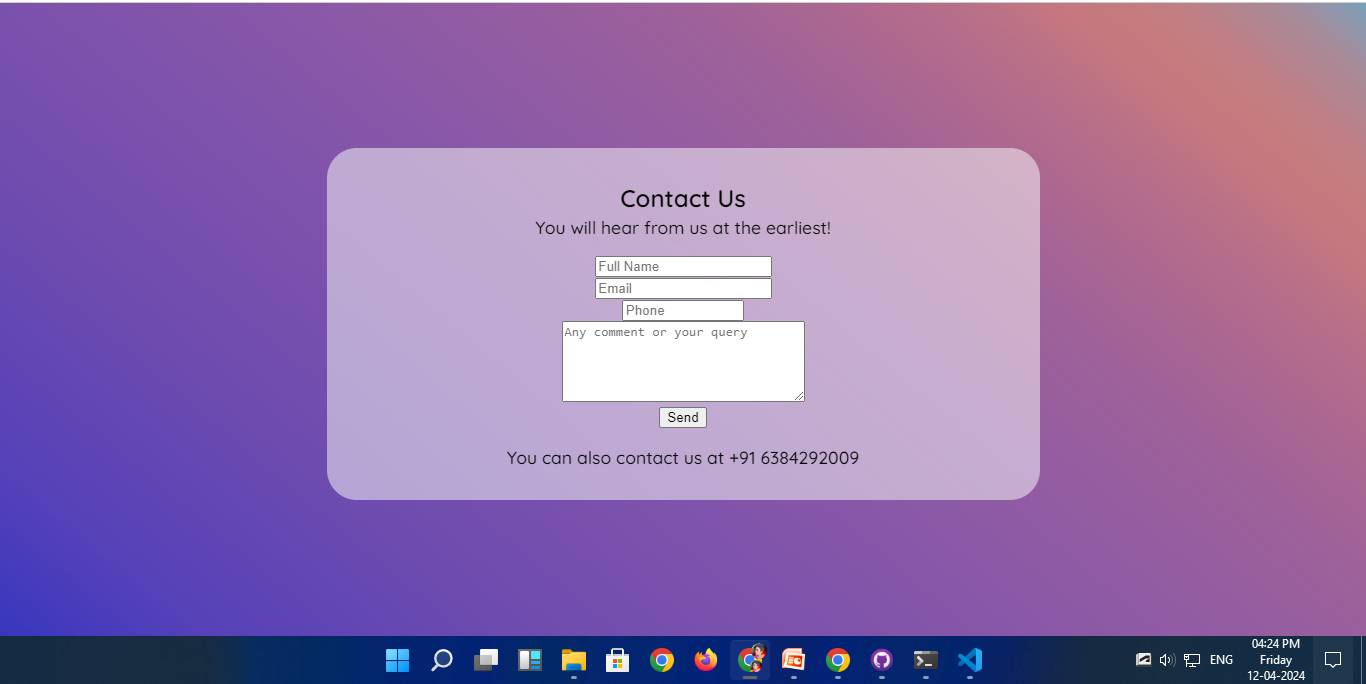 Contact Us
You will hear from us at the earliest!
Full Name
Email
Phone
Any comment or your query
Send
You can also contact us at +91 6384292009
04:24 PM
ENG
Friday
12-04-2024